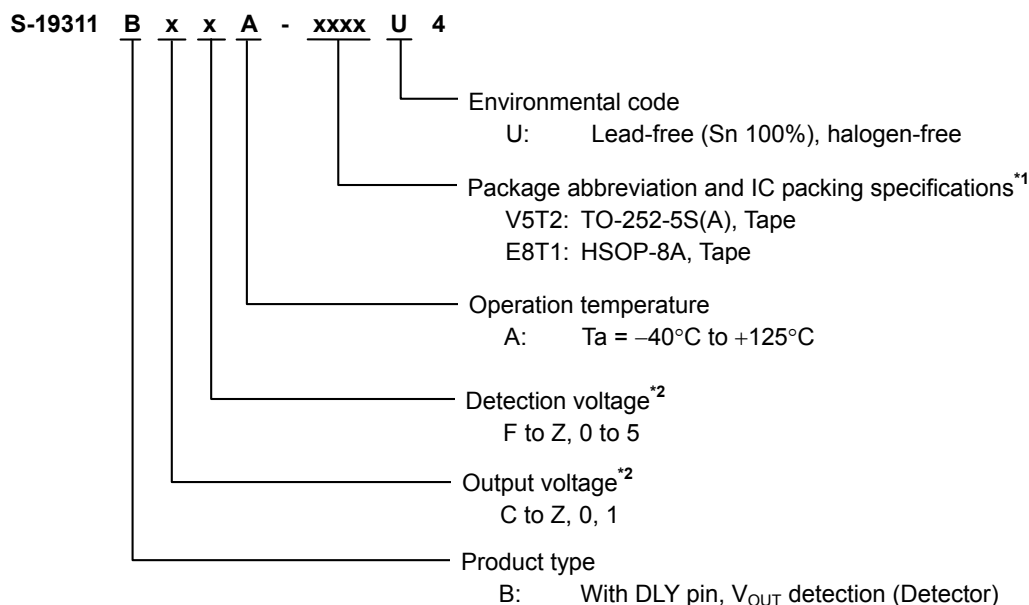 S-19311 B x x A - xxxx U 4
Environmental code
U: Lead-free (Sn 100%), halogen-free
Package abbreviation and IC packing specifications*1
V5T2: TO-252-5S(A), Tape
E8T1: HSOP-8A, Tape
Operation temperature
A: Ta = −40°C to +125°C
Detection voltage*2
F to Z, 0 to 5
Output voltage*2
C to Z, 0, 1
Product type
B: With DLY pin, VOUT detection (Detector)